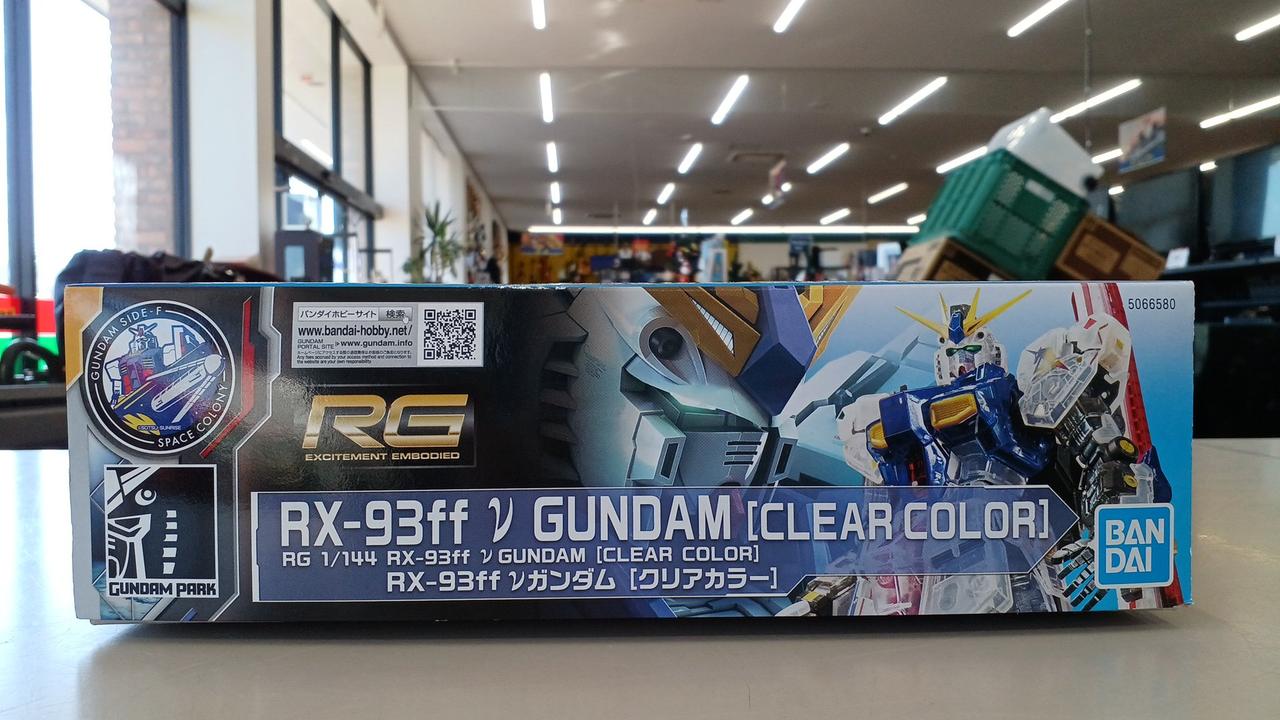 GUNDAM SIDE-F
SPACE COLONY
GUNDAM PARK
バンダイホビーサイト 検索
www.bandai-hobby.net/
GUNDAM
PORTAL SITE
www.gundam.info
RG
EXCITEMENT EMBODIED
RX-93ff ν GUNDAM [CLEAR COLOR]
RG 1/144 RX-93ff ν GUNDAM [CLEAR COLOR]
RX-93ff νガンダム [クリアカラー]
5066580
BAN
DAI